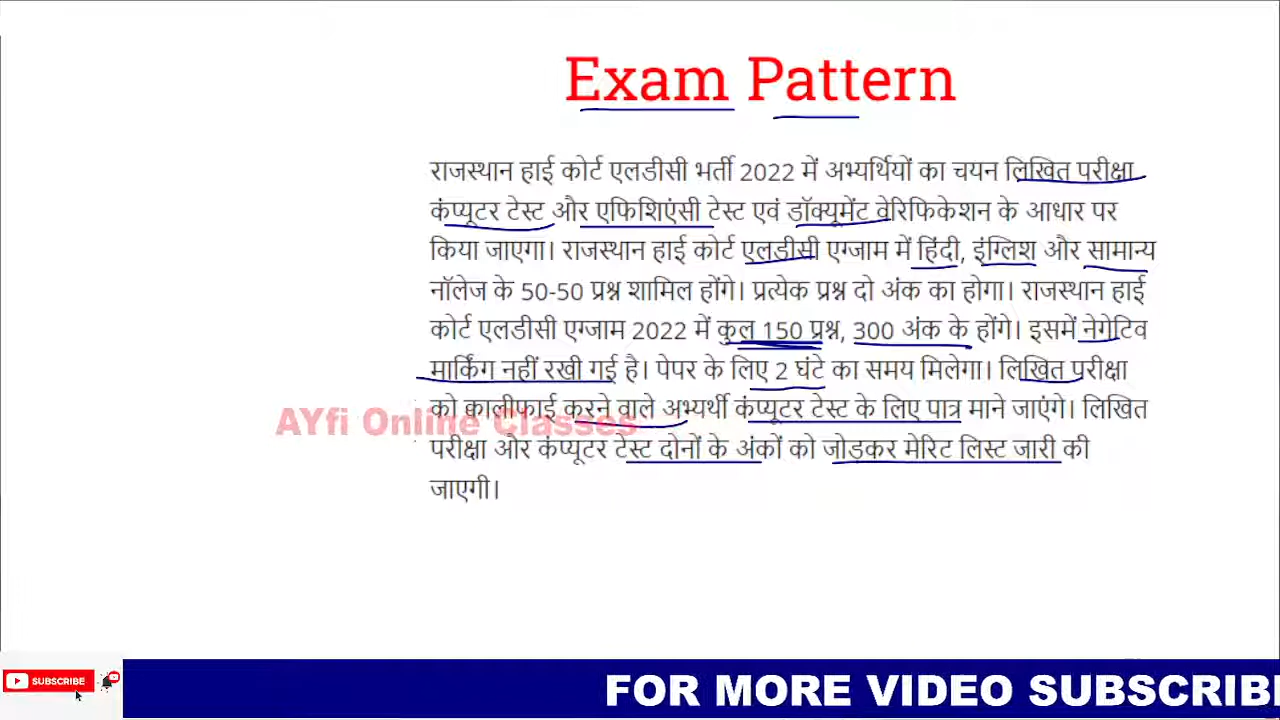 Exam Pattern
राजस्थान हाई कोर्ट एलडीसी भर्ती 2022 में अभ्यर्थियों का चयन लिखित परीक्षा
कंप्यूटर टेस्ट और एफिशिएंसी टेस्ट एवं डॉक्यूमेंट वेरिफिकेशन के आधार पर
किया जाएगा। राजस्थान हाई कोर्ट एलडीसी एग्जाम में हिंदी, इंग्लिश और सामान्य
नॉलेज के 50-50 प्रश्न शामिल होंगे। प्रत्येक प्रश्न दो अंक का होगा। राजस्थान हाई
कोर्ट एलडीसी एग्जाम 2022 में कुल 150 प्रश्न, 300 अंक के होंगे। इसमें नेगेटिव
मार्किंग नहीं रखी गई है। पेपर के लिए 2 घंटे का समय मिलेगा। लिखित परीक्षा
को क्वालीफाई करने वाले अभ्यर्थी कंप्यूटर टेस्ट के लिए पात्र माने जाएंगे। लिखित
AYfi Online Classes
परीक्षा और कंप्यूटर टेस्ट दोनों के अंकों को जोड़कर मेरिट लिस्ट जारी की
जाएगी।
SUBSCRIBE
FOR MORE VIDEO SUBSCRIBE